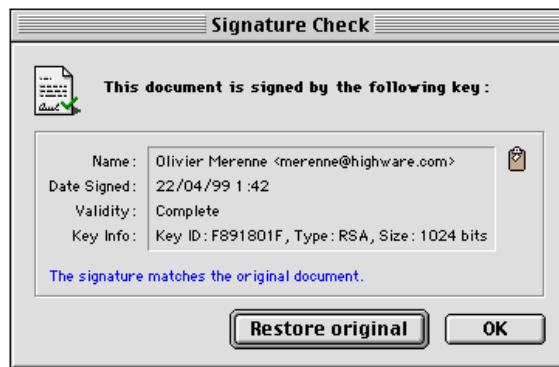 Signature Check
This document is signed by the following key :
Name : Olivier Merenne <merenne@highware.com>
Date Signed : 22/04/99 1:42
Validity : Complete
Key Info : Key ID : F891801F, Type : RSA, Size : 1024 bits
The signature matches the original document.
Restore original OK